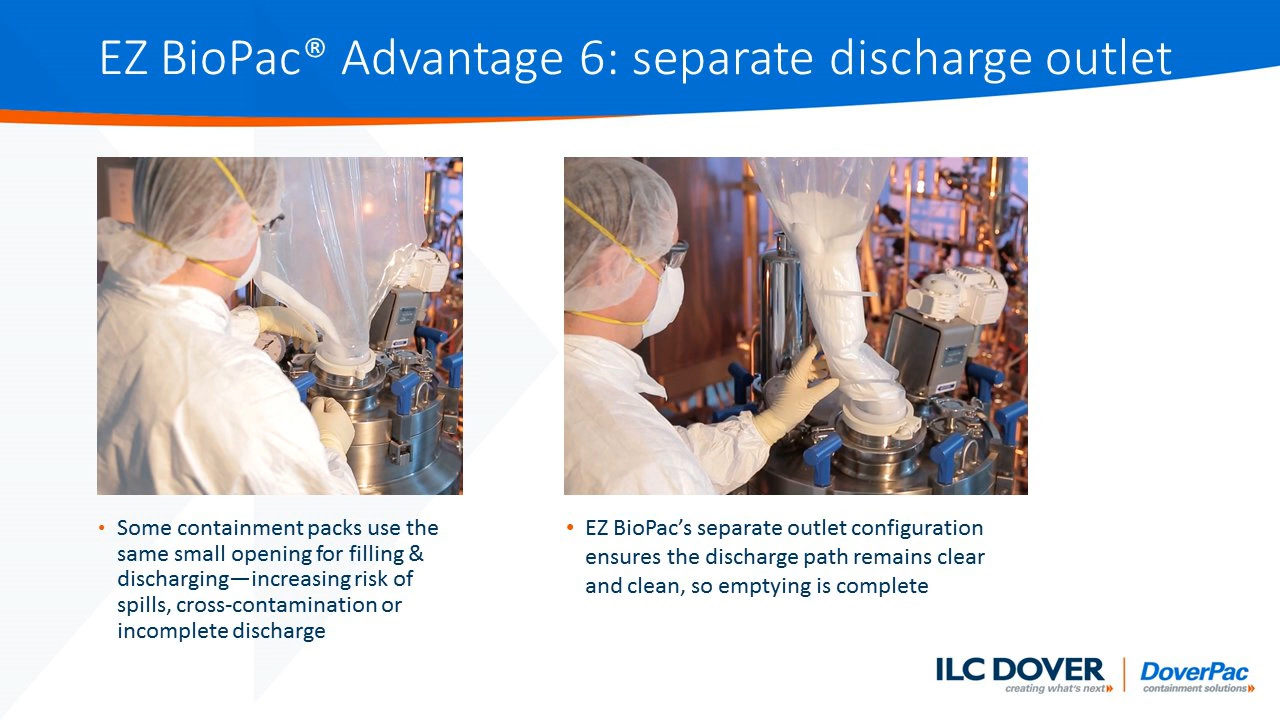 EZ BioPac® Advantage 6: separate discharge outlet
• Some containment packs use the
same small opening for filling &
discharging—increasing risk of
spills, cross-contamination or
incomplete discharge
• EZ BioPac’s separate outlet configuration
ensures the discharge path remains clear
and clean, so emptying is complete
ILC DOVER
creating what's next
DoverPac
containment solutions